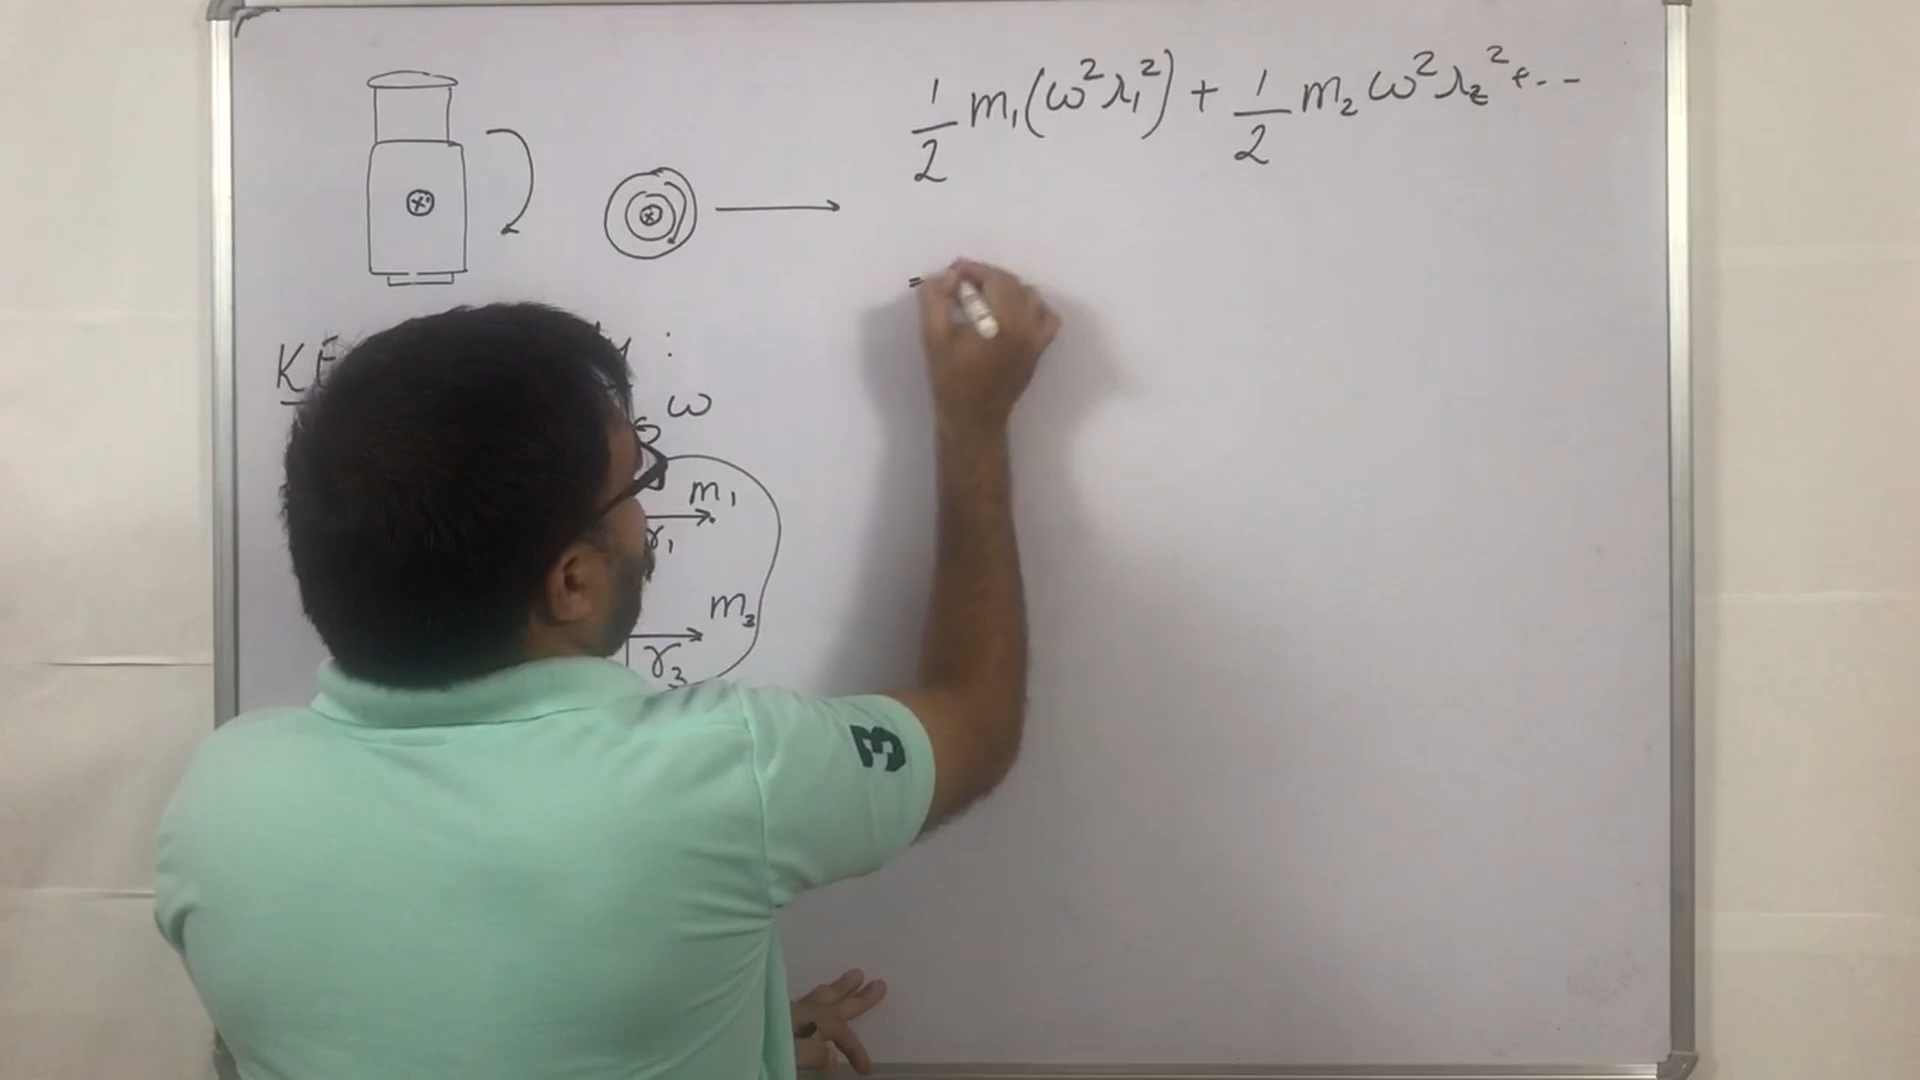 1/2 m₁(ω²r₁²) + 1/2 m₂ω²r₂² + ...
x
x
=
KE :
ω
m₁
r₁
m₃
r₃
3